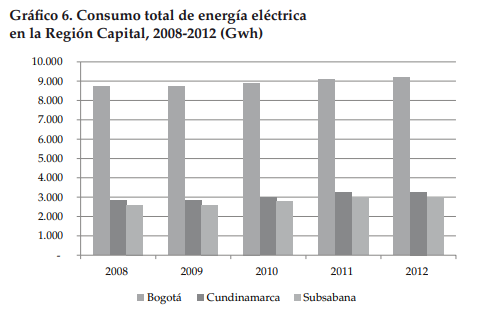 Gráfico 6. Consumo total de energía eléctrica
en la Región Capital, 2008-2012 (Gwh)
10.000
9.000
8.000
7.000
6.000
5.000
4.000
3.000
2.000
1.000
-
2008 2009 2010 2011 2012
Bogotá Cundinamarca Subsabana